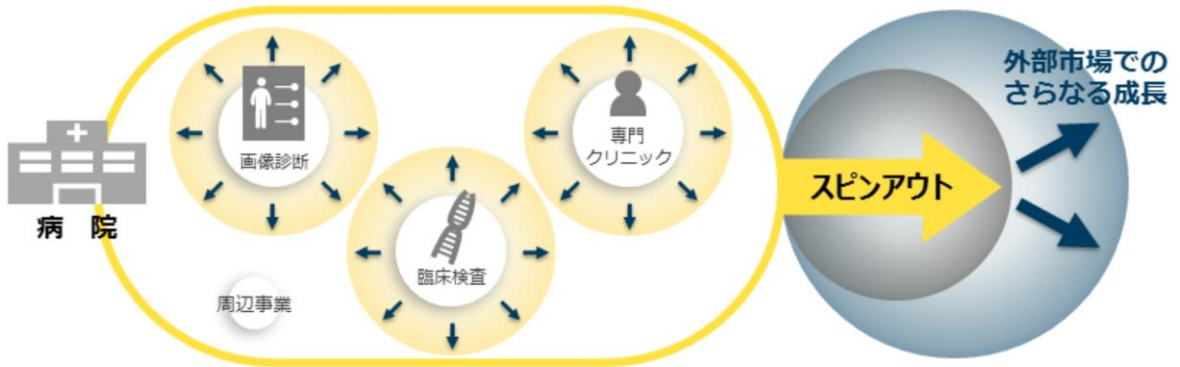 病 院
画像診断
臨床検査
周辺事業
専門
クリニック
スピンアウト
外部市場での
さらなる成長